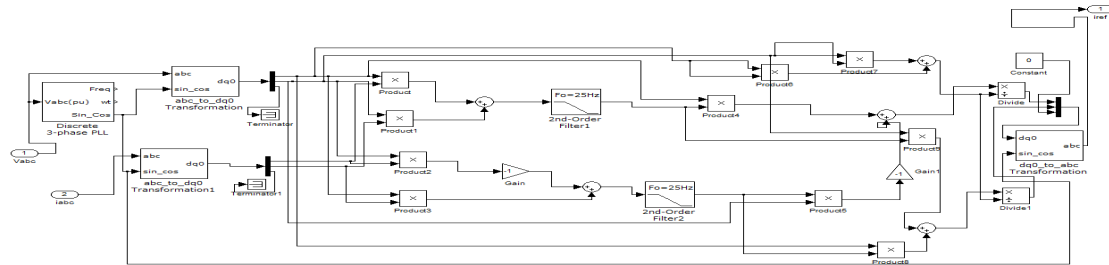 1
iref
abc
dq0
sin_cos
abc_to_dq0
Transformation
Freq
Vabc(pu)
wt
Sin_Cos
Discrete
3-phase PLL
Terminator
1
Vabc
2
iabc
abc
dq0
sin_cos
abc_to_dq0
Transformation1
Terminator1
Product
Product1
Product2
Product3
-1
Gain
Fo=25Hz
2nd-Order
Filter1
Fo=25Hz
2nd-Order
Filter2
Product4
Product5
Product6
Product7
Product8
-1
Gain1
0
Constant
Divide
Divide1
dq0
abc
sin_cos
dq0_to_abc
Transformation